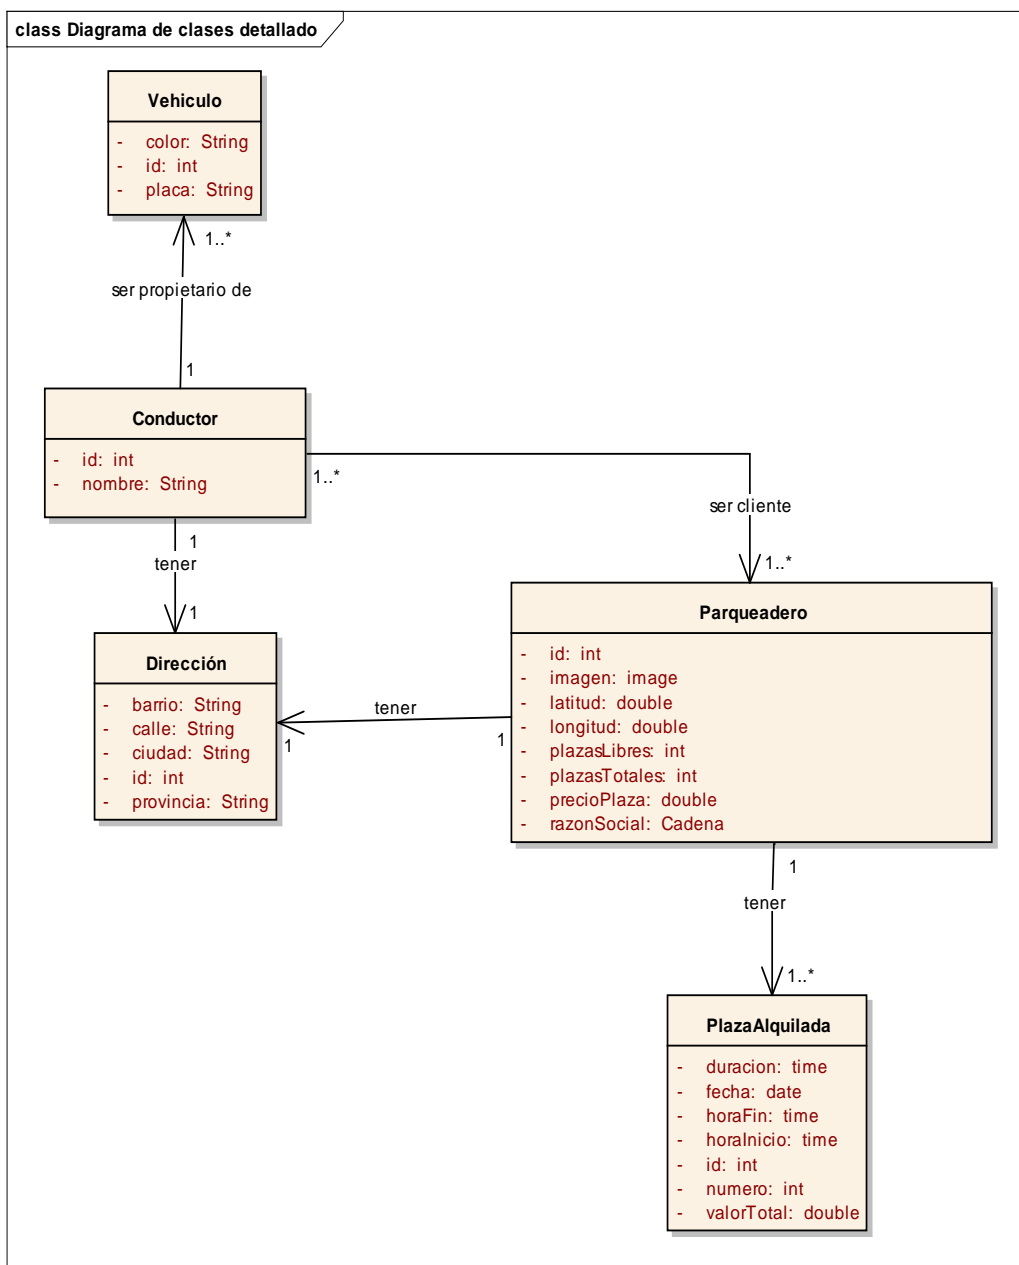 class Diagrama de clases detallado
Vehiculo
- color: String
- id: int
- placa: String
1..*
ser propietario de
1
Conductor
- id: int
- nombre: String
1..*
ser cliente
1..*
1
tener
1
Dirección
- barrio: String
- calle: String
- ciudad: String
- id: int
- provincia: String
tener
1
1
Parqueadero
- id: int
- imagen: image
- latitud: double
- longitud: double
- plazasLibres: int
- plazasTotales: int
- precioPlaza: double
- razonSocial: Cadena
1
tener
1..*
PlazaAlquilada
- duracion: time
- fecha: date
- horaFin: time
- horaInicio: time
- id: int
- numero: int
- valorTotal: double